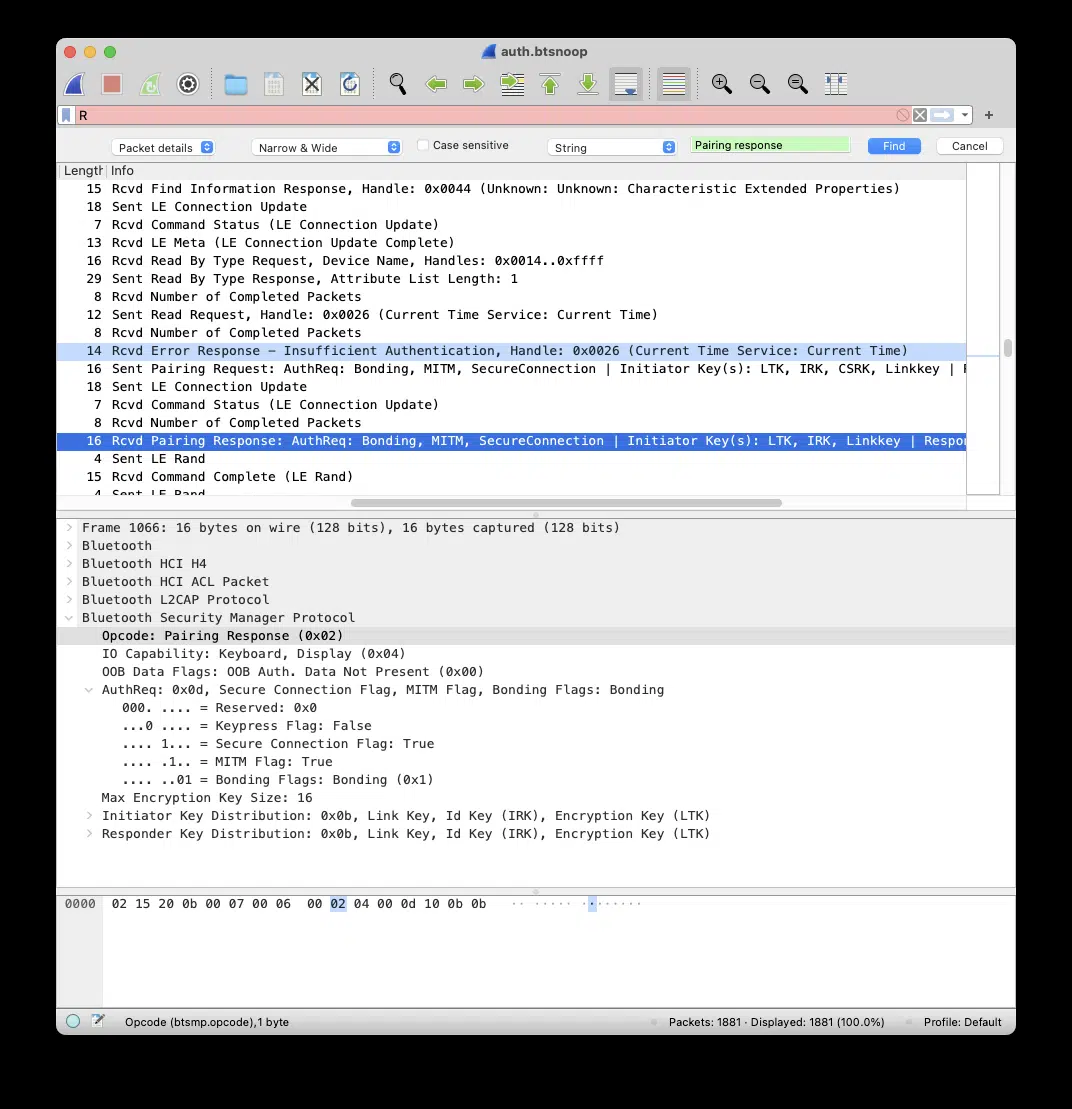 auth.btsnoop
R
+
Packet details Narrow & Wide Case sensitive String Pairing response Find Cancel
Length Info
15 Rcvd Find Information Response, Handle: 0x0044 (Unknown: Unknown: Characteristic Extended Properties)
18 Sent LE Connection Update
7 Rcvd Command Status (LE Connection Update)
13 Rcvd LE Meta (LE Connection Update Complete)
16 Rcvd Read By Type Request, Device Name, Handles: 0x0014..0xffff
29 Sent Read By Type Response, Attribute List Length: 1
8 Rcvd Number of Completed Packets
12 Sent Read Request, Handle: 0x0026 (Current Time Service: Current Time)
8 Rcvd Number of Completed Packets
14 Rcvd Error Response – Insufficient Authentication, Handle: 0x0026 (Current Time Service: Current Time)
16 Sent Pairing Request: AuthReq: Bonding, MITM, SecureConnection | Initiator Key(s): LTK, IRK, CSRK, Linkkey |
18 Sent LE Connection Update
7 Rcvd Command Status (LE Connection Update)
8 Rcvd Number of Completed Packets
16 Rcvd Pairing Response: AuthReq: Bonding, MITM, SecureConnection | Initiator Key(s): LTK, IRK, Linkkey | Respon
4 Sent LE Rand
15 Rcvd Command Complete (LE Rand)
4 Sent LE Rand
Frame 1066: 16 bytes on wire (128 bits), 16 bytes captured (128 bits)
Bluetooth
Bluetooth HCI H4
Bluetooth HCI ACL Packet
Bluetooth L2CAP Protocol
Bluetooth Security Manager Protocol
Opcode: Pairing Response (0x02)
IO Capability: Keyboard, Display (0x04)
OOB Data Flags: OOB Auth. Data Not Present (0x00)
AuthReq: 0x0d, Secure Connection Flag, MITM Flag, Bonding Flags: Bonding
000. .... = Reserved: 0x0
...0 .... = Keypress Flag: False
.... 1... = Secure Connection Flag: True
.... .1.. = MITM Flag: True
.... ..01 = Bonding Flags: Bonding (0x1)
Max Encryption Key Size: 16
Initiator Key Distribution: 0x0b, Link Key, Id Key (IRK), Encryption Key (LTK)
Responder Key Distribution: 0x0b, Link Key, Id Key (IRK), Encryption Key (LTK)
0000 02 15 20 0b 00 07 00 06 00 02 04 00 0d 10 0b 0b ·· ····· ········
Opcode (btsmp.opcode), 1 byte Packets: 1881 · Displayed: 1881 (100.0%) Profile: Default